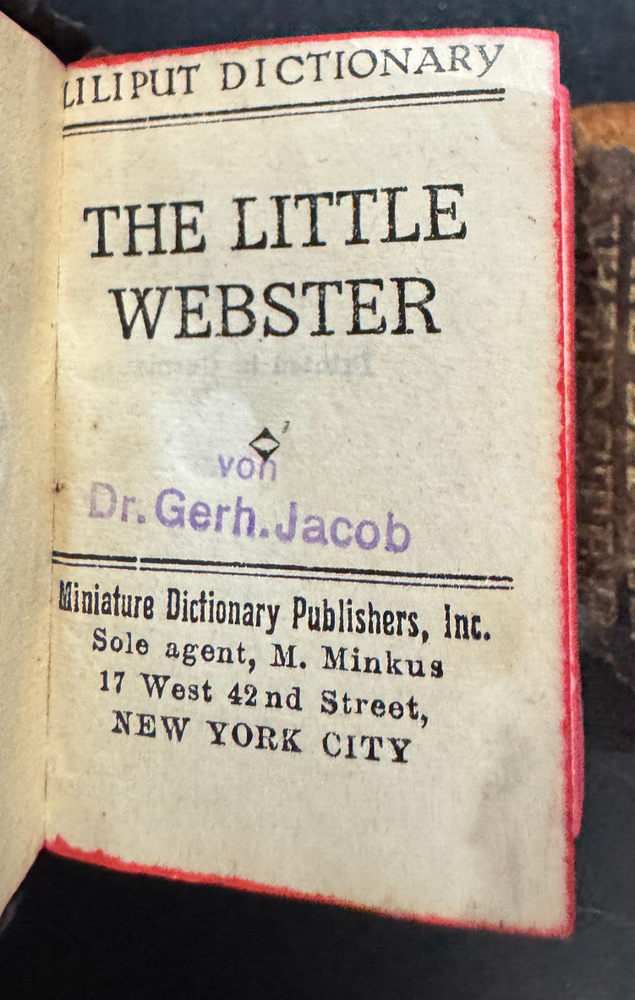 LILIPUT DICTIONARY
THE LITTLE
WEBSTER
von
Dr. Gerh. Jacob
Miniature Dictionary Publishers, Inc.
Sole agent, M. Minkus
17 West 42nd Street,
NEW YORK CITY